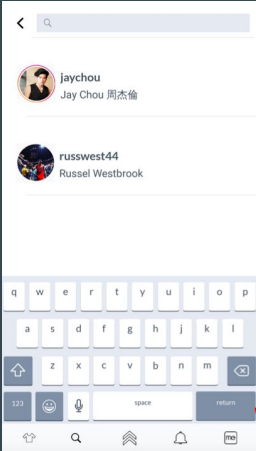 jaychou
Jay Chou 周杰倫
russwest44
Russel Westbrook
q w e r t y u i o p
a s d f g h j k l
z x c v b n m
123 space return
me